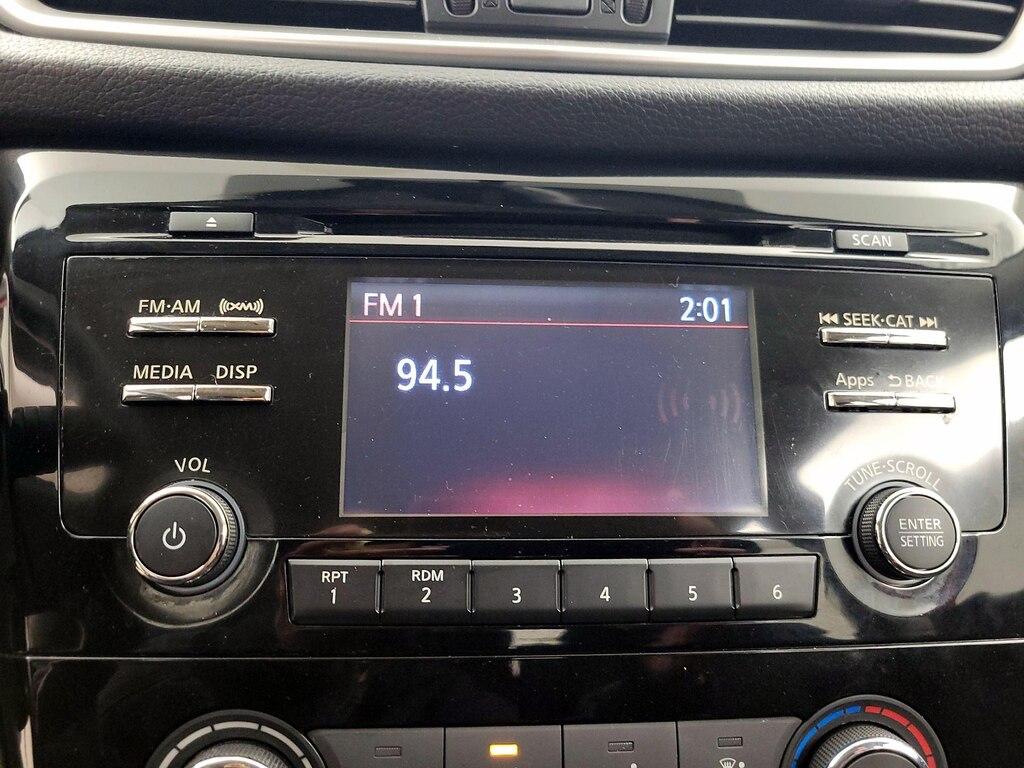 SCAN
FM·AM ((XM))
MEDIA DISP
VOL
FM 1 2:01
94.5
SEEK·CAT
Apps BACK
TUNE·SCROLL
ENTER
SETTING
RPT
1
RDM
2
3
4
5
6